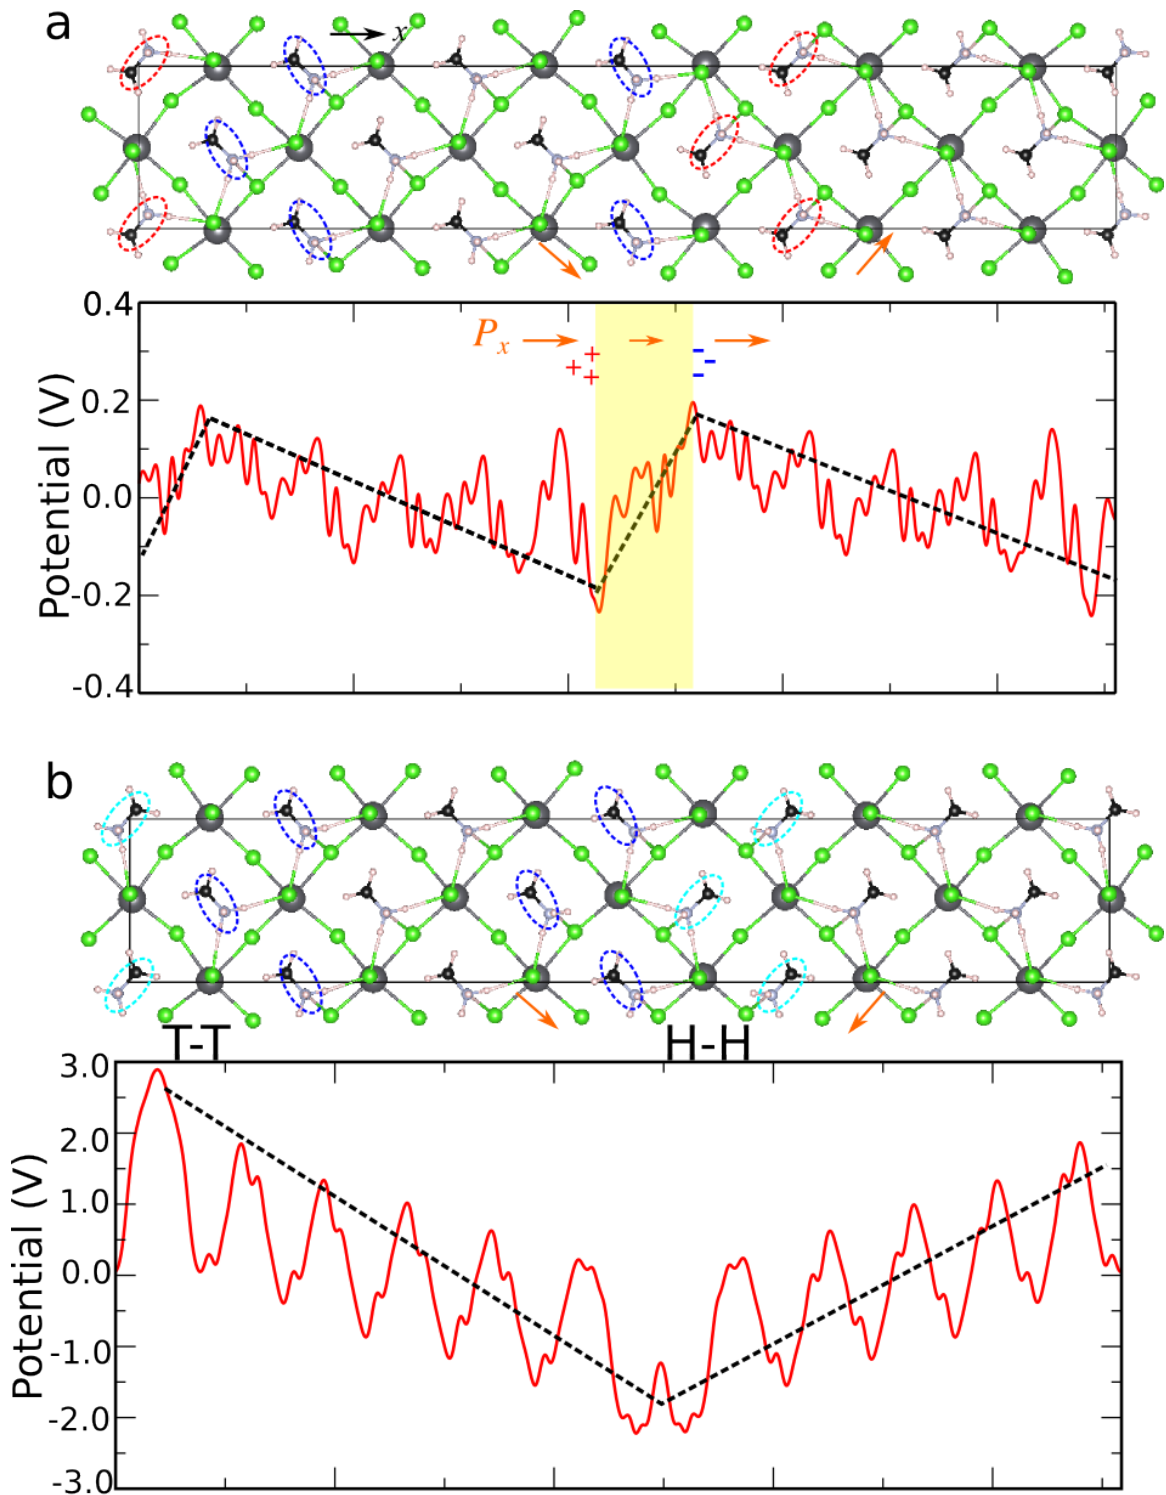 a
x
0.4
P_x
+ + +
- - -
0.2
0.0
-0.2
-0.4
Potential (V)
b
T-T
H-H
3.0
2.0
1.0
0.0
-1.0
-2.0
-3.0
Potential (V)